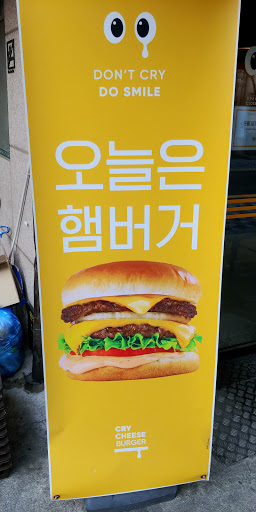 DON'T CRY
DO SMILE
오늘은
햄버거
CRY
CHEESE
BURGER